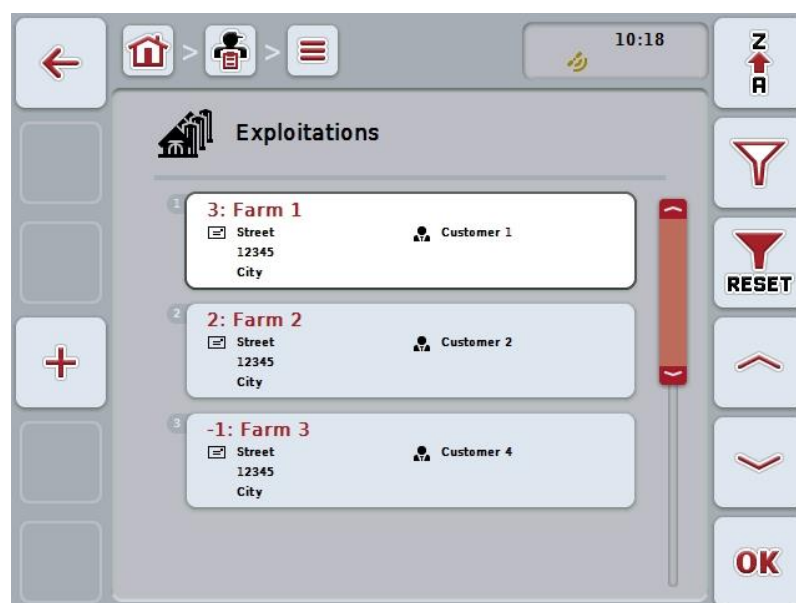 10:18
Z
A
Exploitations
1
3: Farm 1
Street
Customer 1
12345
City
RESET
2
2: Farm 2
Street
Customer 2
12345
City
3
-1: Farm 3
Street
Customer 4
12345
City
OK